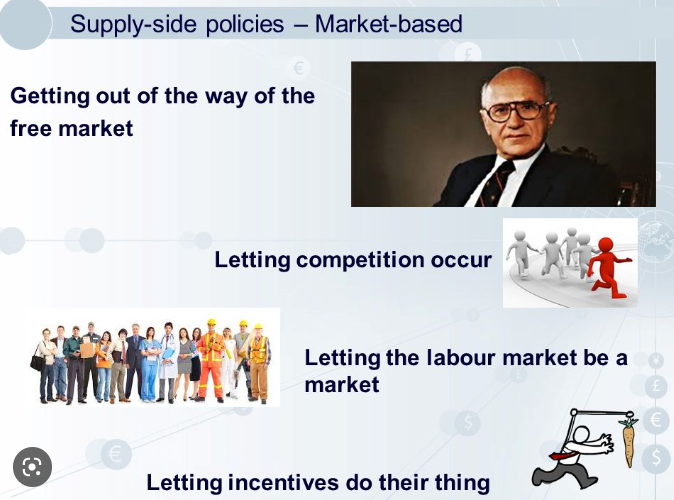 Supply-side policies – Market-based
Getting out of the way of the
free market
Letting competition occur
Letting the labour market be a
market
Letting incentives do their thing